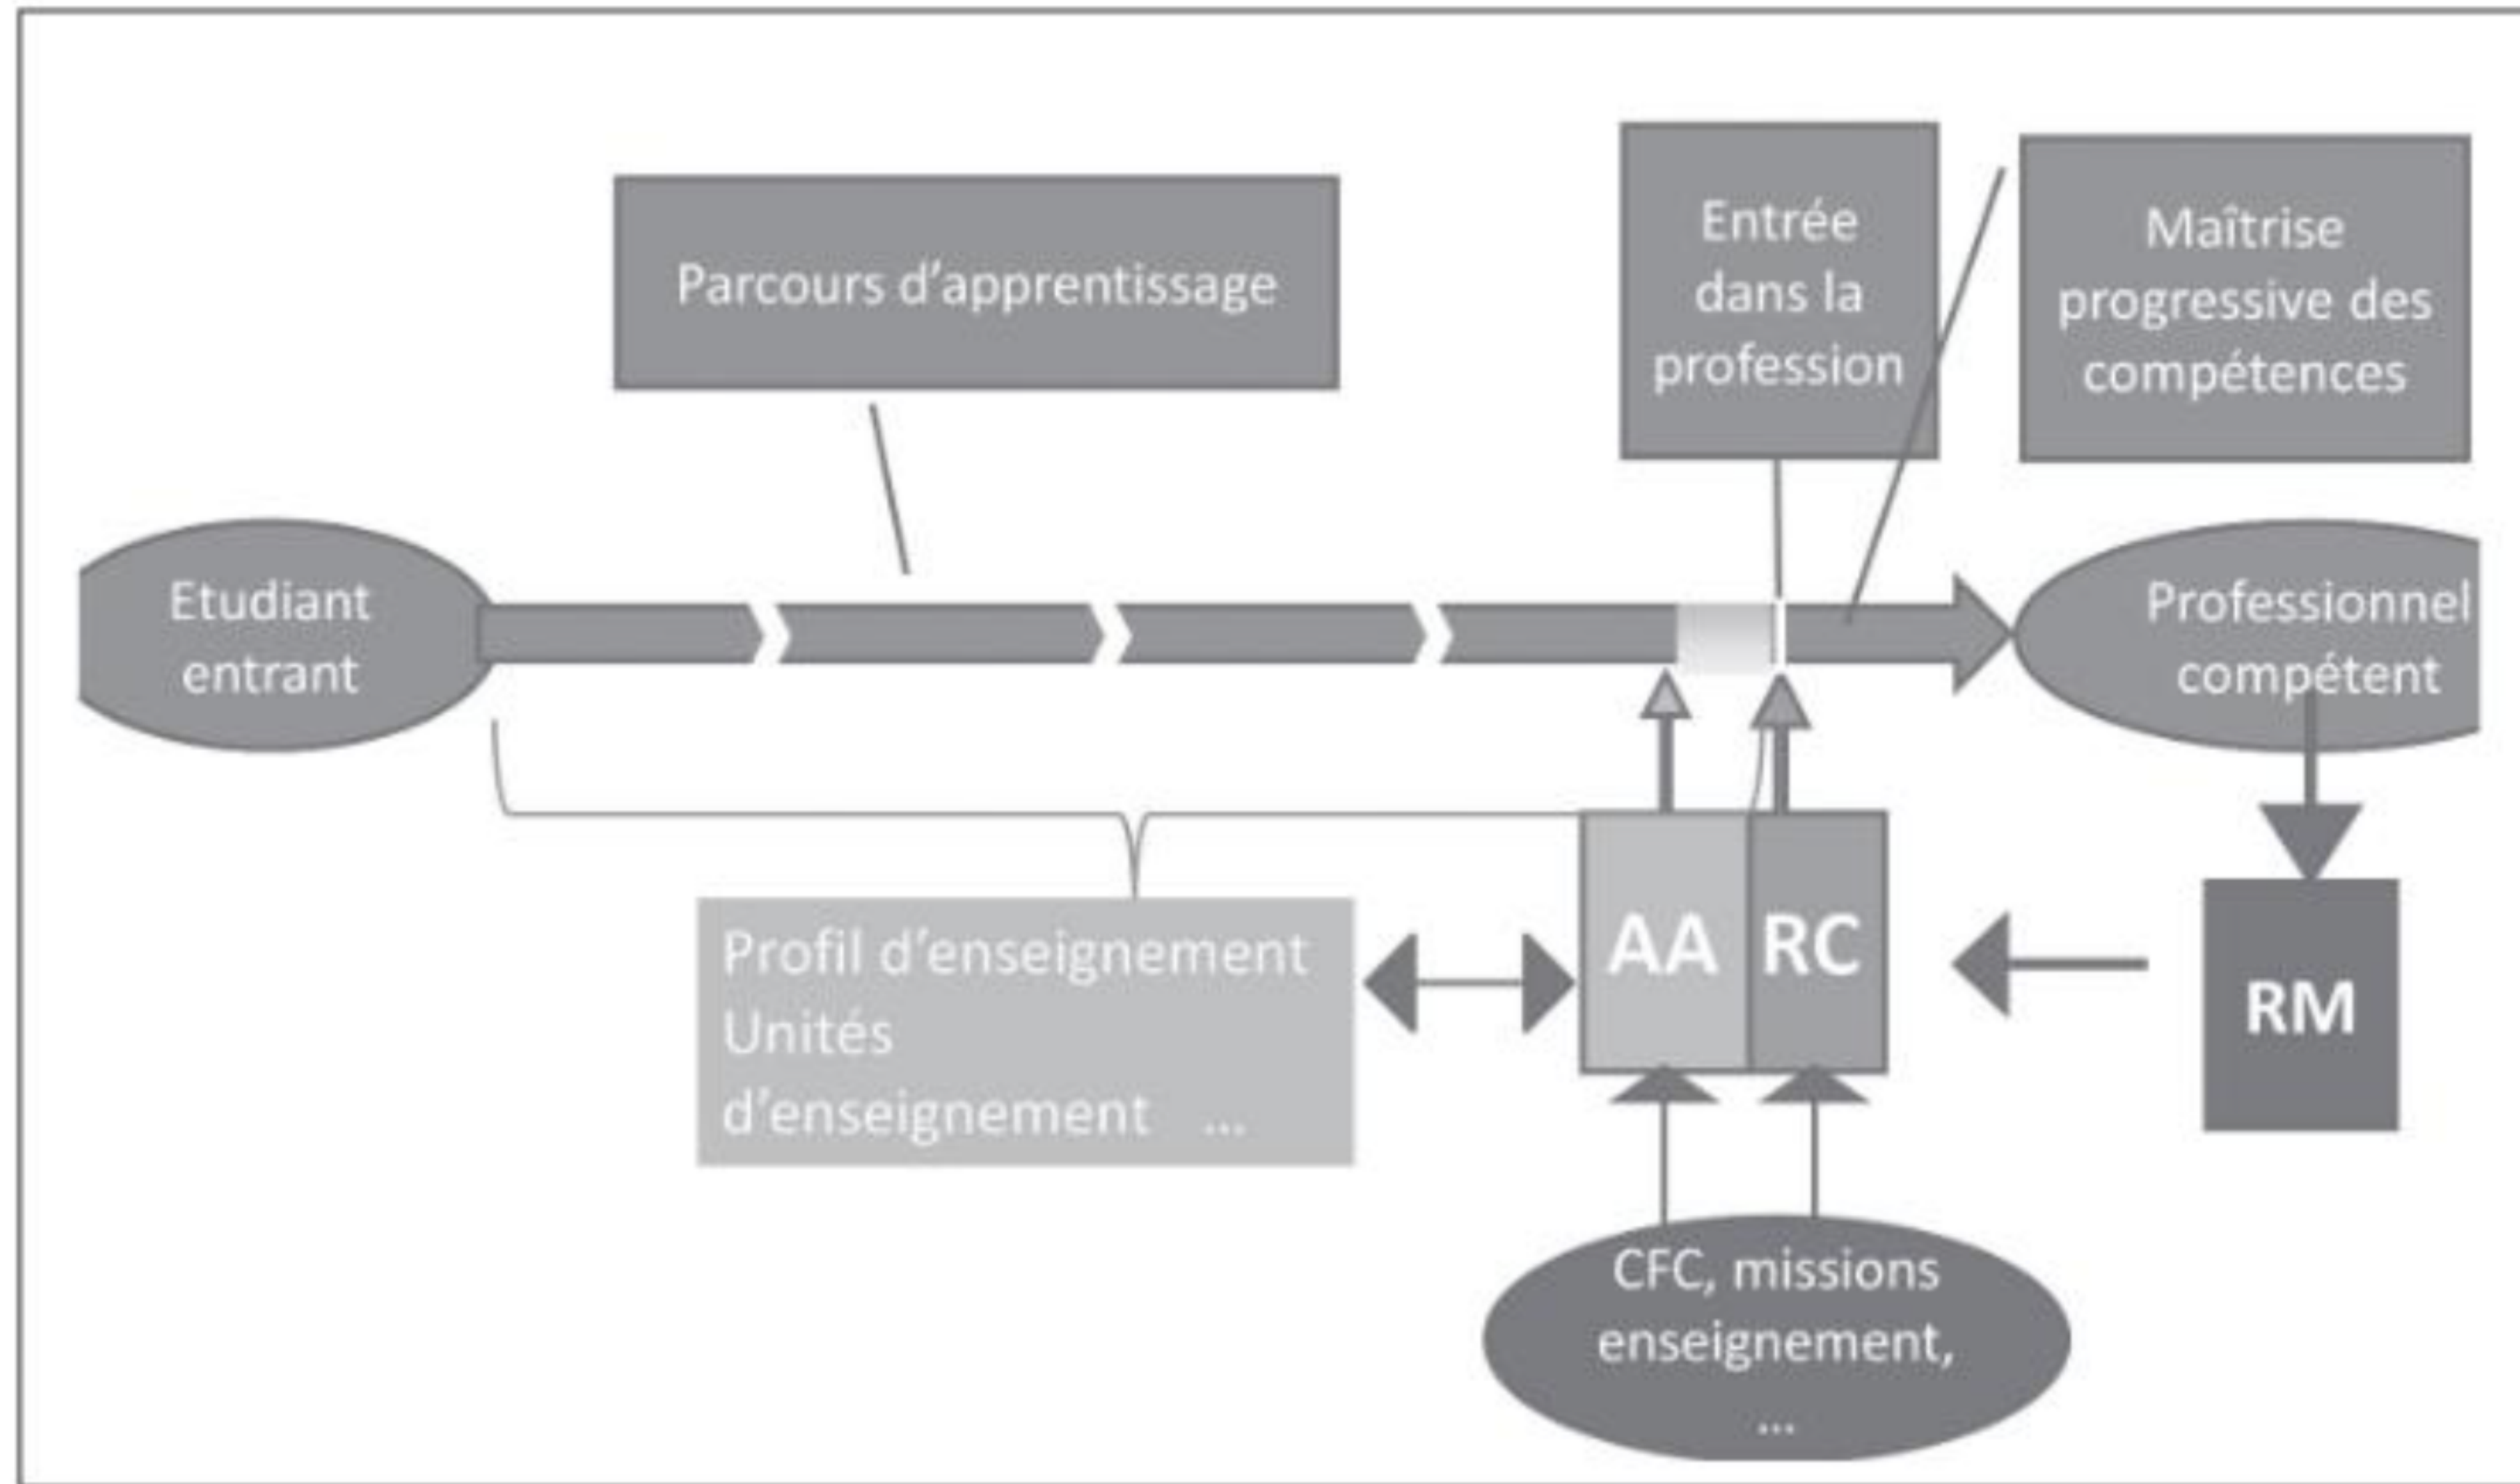 Parcours d'apprentissage
Entrée
dans la
profession
Maîtrise
progressive des
compétences
Etudiant
entrant
Professionnel
compétent
Profil d'enseignement
Unités
d'enseignement ...
AA
RC
RM
CFC, missions
enseignement,
...